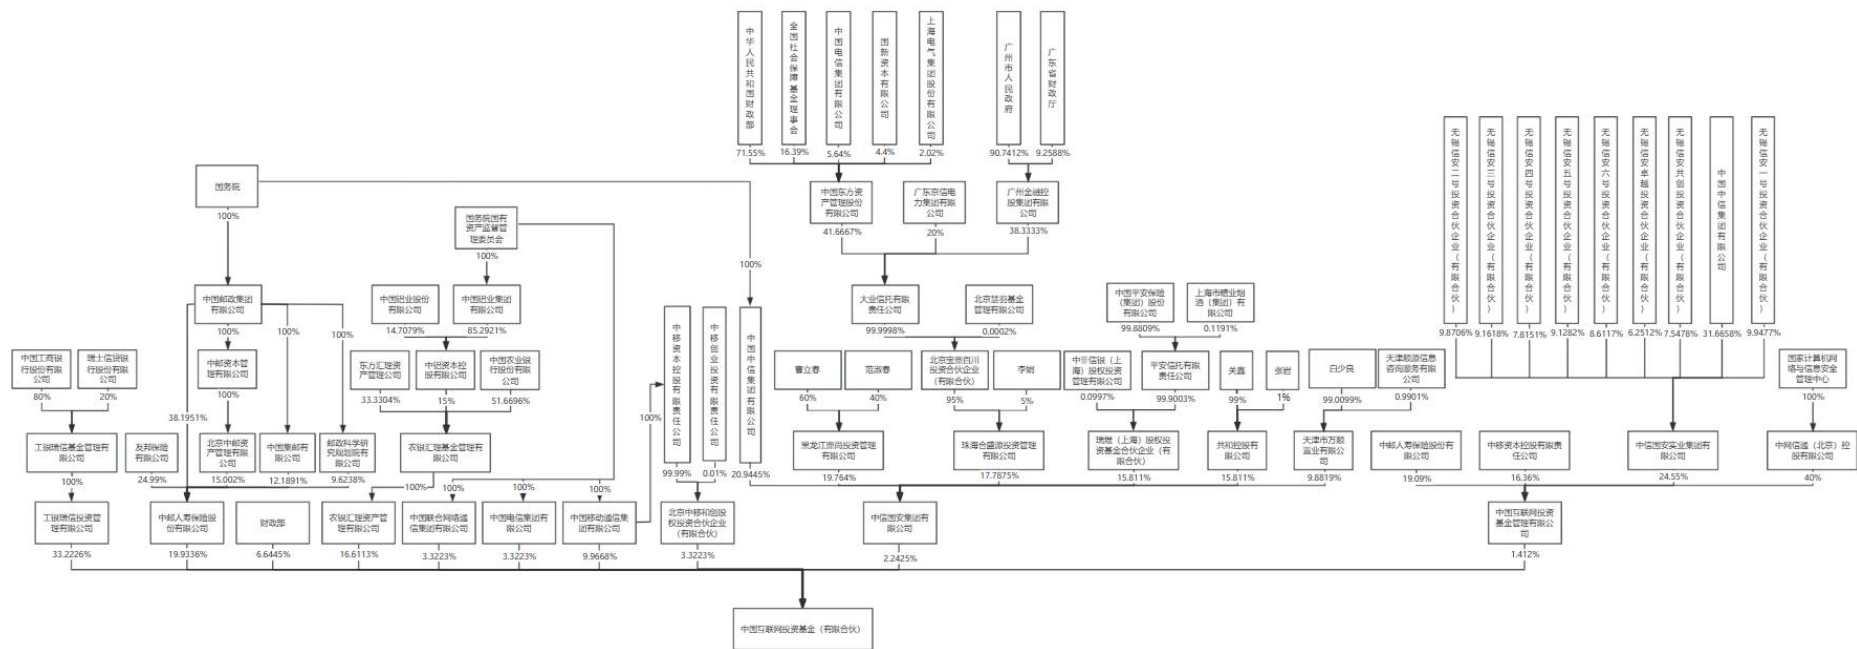 中华人民共和国财政部
全国社会保障基金理事会
中国电信集团有限公司
国新资本有限公司
上海电气集团股份有限公司
广州市人民政府
广东省财政厅
71.55%
16.39%
5.64%
4.4%
2.02%
90.7412%
9.2588%
无锡信安二号投资合伙企业(有限合伙)
无锡信安三号投资合伙企业(有限合伙)
无锡信安四号投资合伙企业(有限合伙)
无锡信安五号投资合伙企业(有限合伙)
无锡信安六号投资合伙企业(有限合伙)
无锡信安卓越投资合伙企业(有限合伙)
无锡信安共创投资合伙企业(有限合伙)
中国中信集团有限公司
无锡信安一号投资合伙企业(有限合伙)
9.8706%
9.1618%
7.8151%
9.1282%
8.6117%
6.2512%
7.5478%
31.6658%
9.9477%
国务院
100%
100%
国务院国有
资产监督管
理委员会
100%
中国东方资
产管理股份
有限公司
41.6667%
广东京信电
力集团有限公司
20%
广州金融控
股集团有限公司
38.3333%
中国邮政集团
有限公司
中国铝业股份
有限公司
14.7079%
中国铝业集团
有限公司
85.2921%
大业信托有限
责任公司
99.9998%
北京慧羽基金
管理有限公司
0.0002%
中国平安保险
(集团)股份
有限公司
99.8809%
上海市糖业烟
酒(集团)有
限公司
0.1191%
100%
100%
100%
100%
中国工商银
行股份有限
公司
80%
瑞士信贷银
行股份有限
公司
20%
中邮资本管
理有限公司
38.1951%
东方汇理资
产管理公司
33.3304%
中铝资本控
股有限公司
15%
中国农业银
行股份有限
公司
51.6696%
中移资本控股有限责任公司
中移创业投资有限责任公司
中国中信集团有限公司
99.99%
0.01%
20.9445%
曹立春
60%
范淑春
40%
北京宝崇百川
投资合伙企业
(有限合伙)
95%
李娟
5%
中非信银(上
海)股权投资
管理有限公司
0.0997%
平安信托有限
责任公司
99.9003%
关鑫
99%
张岩
1%
白少良
99.0099%
天津顺源信息
咨询服务有限
公司
0.9901%
国家计算机网
络与信息安全
管理中心
100%
工银瑞信基金管理有
限公司
100%
友邦保险有
限公司
24.99%
北京中邮资
产管理有限
公司
15.002%
中国集邮有
限公司
12.1891%
邮政科学研
究规划院有
限公司
9.6238%
农银汇理基金管理有
限公司
100%
100%
100%
100%
100%
黑龙江崇尚投资管理
有限公司
19.764%
珠海合盛源投资管理
有限公司
17.7875%
瑞煜(上海)股权投
资基金合伙企业(有
限合伙)
15.811%
共和控股有
限公司
15.811%
天津市万顺
置业有限公
司
9.8819%
中邮人寿保险股份有
限公司
19.09%
中移资本控股有限责
任公司
16.36%
中信国安实业集团有
限公司
24.55%
中网信通(北京)控
股有限公司
40%
工银瑞信投资管
理有限公司
33.2226%
中邮人寿保险股
份有限公司
19.9336%
财政部
6.6445%
农银汇理资产管
理有限公司
16.6113%
中国联合网络通
信集团有限公司
3.3223%
中国电信集团有
限公司
3.3223%
中国移动通信集
团有限公司
9.9668%
北京中移和创股
权投资合伙企业
(有限合伙)
3.3223%
中信国安集团有
限公司
2.2425%
中国互联网投资
基金管理有限公
司
1.412%
中国互联网投资基金(有限合伙)